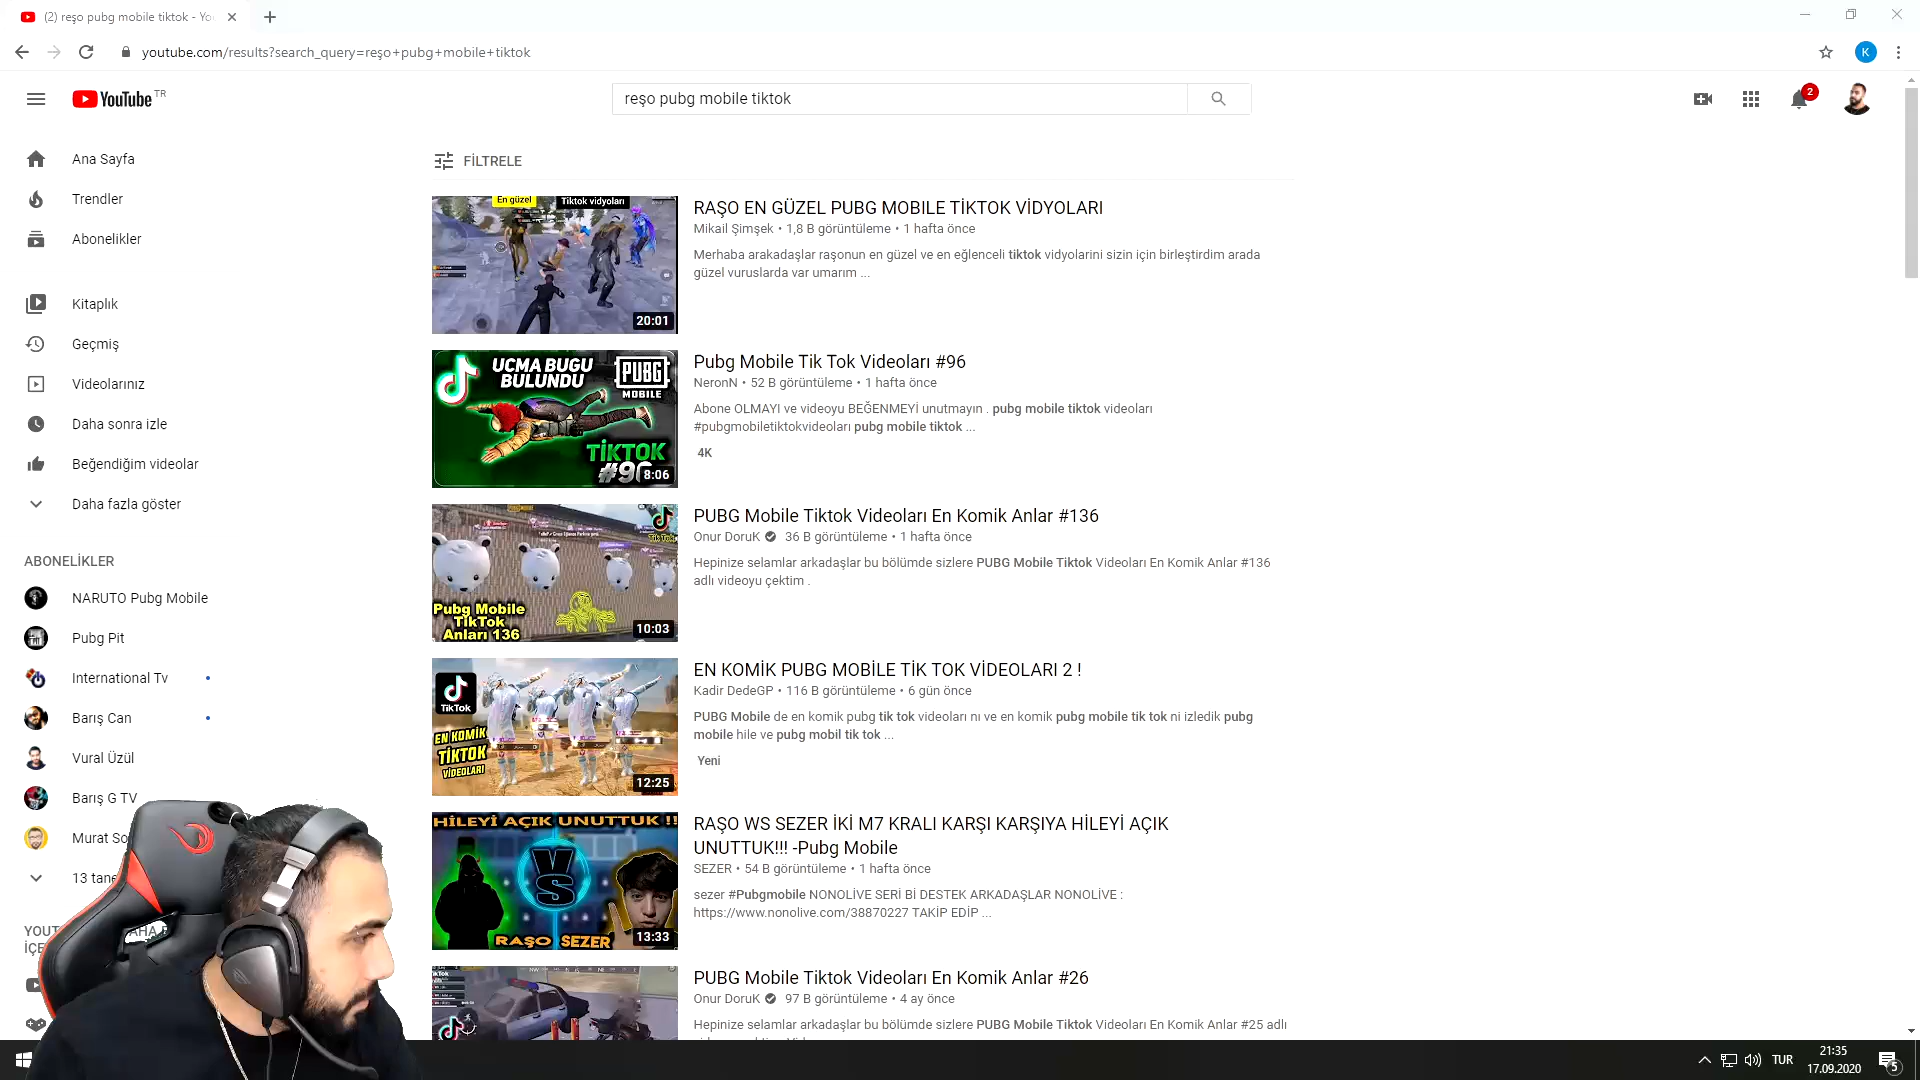 (2) reşo pubg mobile tiktok - Yo
youtube.com/results?search_query=reşo+pubg+mobile+tiktok
K
YouTube TR
reşo pubg mobile tiktok
2
Ana Sayfa
Trendler
Abonelikler
Kitaplık
Geçmiş
Videolarınız
Daha sonra izle
Beğendiğim videolar
Daha fazla göster
ABONELİKLER
NARUTO Pubg Mobile
Pubg Pit
International Tv
Barış Can
Vural Üzül
Barış G TV
Murat So
13 tane
YOUT
AHA
İÇE
FİLTRELE
En güzel
Tiktok vidyoları
20:01
RAŞO EN GÜZEL PUBG MOBILE TİKTOK VİDYOLARI
Mikail Şimşek • 1,8 B görüntüleme • 1 hafta önce
Merhaba arakadaşlar raşonun en güzel ve en eğlenceli tiktok vidyolarini sizin için birleştirdim arada
güzel vuruslarda var umarım ...
UCMA BUGU
BULUNDU
PUBG
MOBILE
TİKTOK
#96
8:06
Pubg Mobile Tik Tok Videoları #96
NeronN • 52 B görüntüleme • 1 hafta önce
Abone OLMAYI ve videoyu BEĞENMEYİ unutmayın . pubg mobile tiktok videoları
#pubgmobiletiktokvideoları pubg mobile tiktok ...
4K
Tik Tok
Pubg Mobile
TikTok
Anları 136
10:03
PUBG Mobile Tiktok Videoları En Komik Anlar #136
Onur DoruK 36 B görüntüleme • 1 hafta önce
Hepinize selamlar arkadaşlar bu bölümde sizlere PUBG Mobile Tiktok Videoları En Komik Anlar #136
adlı videoyu çektim .
TikTok
EN KOMİK
TİKTOK
VİDEOLARI
12:25
EN KOMİK PUBG MOBİLE TİK TOK VİDEOLARI 2 !
Kadir DedeGP • 116 B görüntüleme • 6 gün önce
PUBG Mobile de en komik pubg tik tok videoları nı ve en komik pubg mobile tik tok ni izledik pubg
mobile hile ve pubg mobil tik tok ...
Yeni
HİLEYİ AÇIK UNUTTUK !!
VS
RAŞO SEZER
13:33
RAŞO WS SEZER İKİ M7 KRALI KARŞI KARŞIYA HİLEYİ AÇIK
UNUTTUK!!! -Pubg Mobile
SEZER • 54 B görüntüleme • 1 hafta önce
sezer #Pubgmobile NONOLİVE SERİ Bİ DESTEK ARKADAŞLAR NONOLİVE :
https://www.nonolive.com/38870227 TAKİP EDİP ...
PUBG Mobile Tiktok Videoları En Komik Anlar #26
Onur DoruK 97 B görüntüleme • 4 ay önce
Hepinize selamlar arkadaşlar bu bölümde sizlere PUBG Mobile Tiktok Videoları En Komik Anlar #25 adlı
TUR
21:35
17.09.2020
5